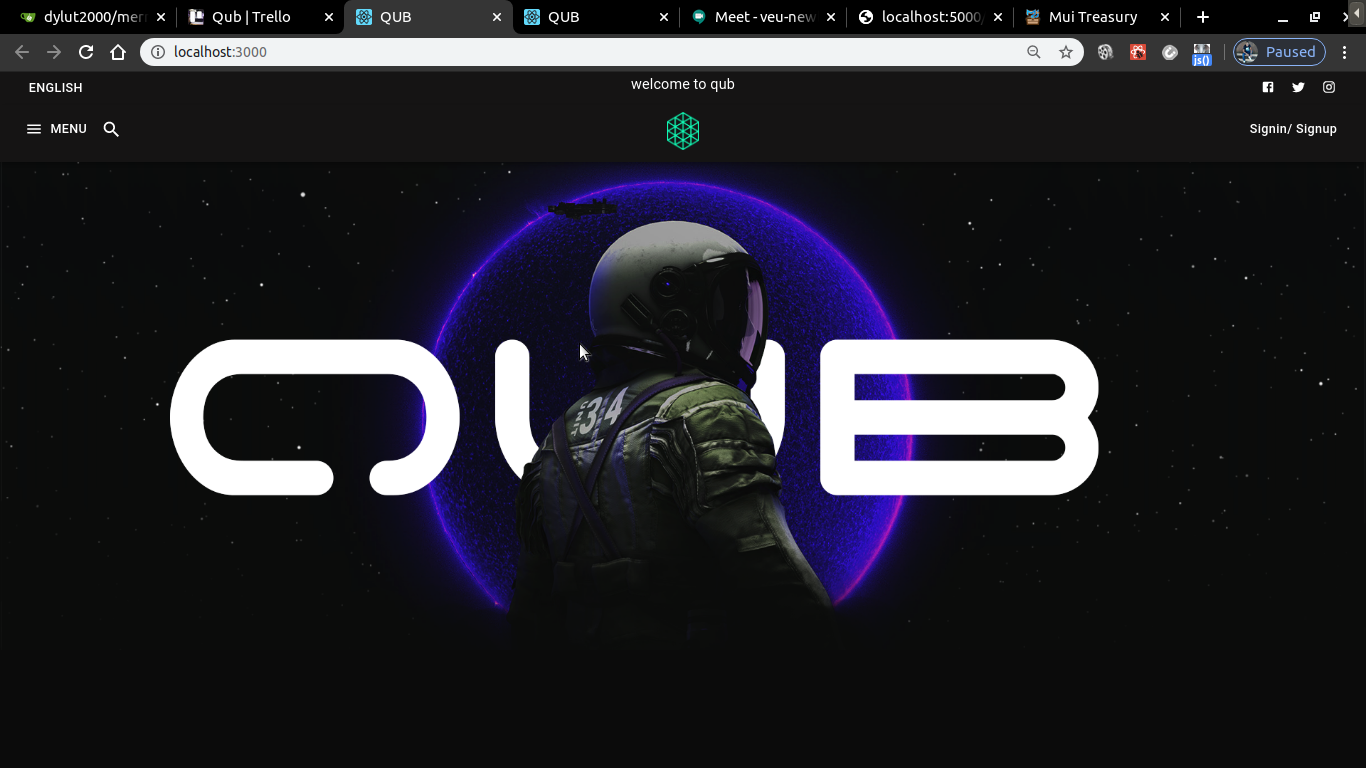 dylut2000/mer
Qub | Trello
QUB
QUB
Meet - veu-new
localhost:5000/
Mui Treasury
localhost:3000
js()
Paused
ENGLISH
welcome to qub
MENU
Signin/ Signup
QUB
34